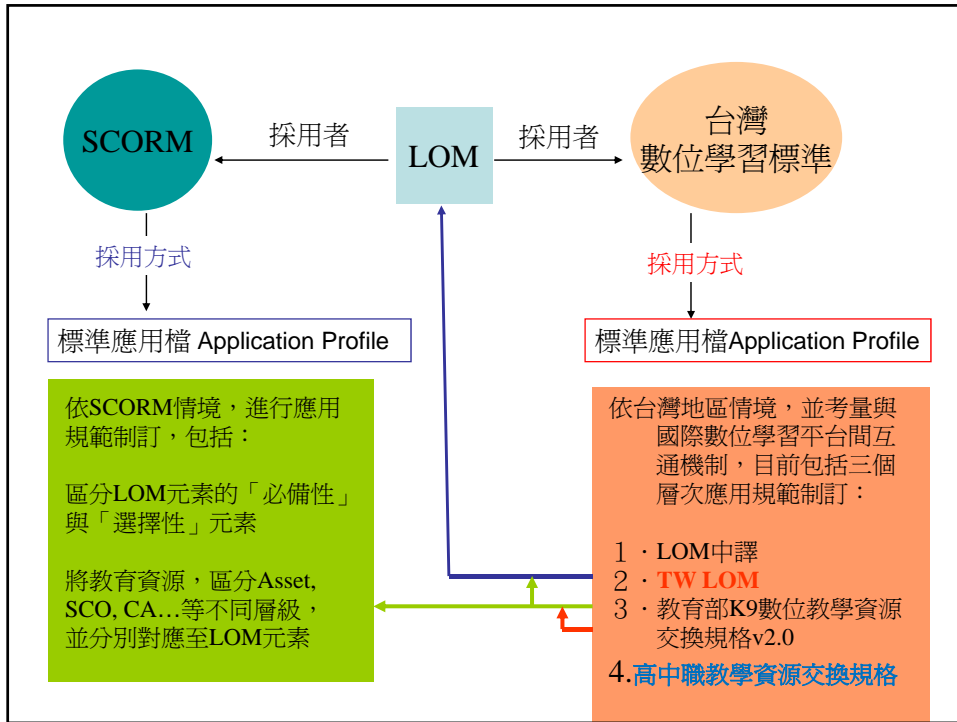 SCORM
採用者
LOM
採用者
台灣
數位學習標準
採用方式
採用方式
標準應用檔 Application Profile
標準應用檔Application Profile
依SCORM情境，進行應用
規範制訂，包括：
區分LOM元素的「必備性」
與「選擇性」元素
將教育資源，區分Asset,
SCO, CA…等不同層級，
並分別對應至LOM元素
依台灣地區情境，並考量與
國際數位學習平台間互
通機制，目前包括三個
層次應用規範制訂：
１．LOM中譯
２．TW LOM
３．教育部K9數位教學資源
交換規格v2.0
4.高中職教學資源交換規格